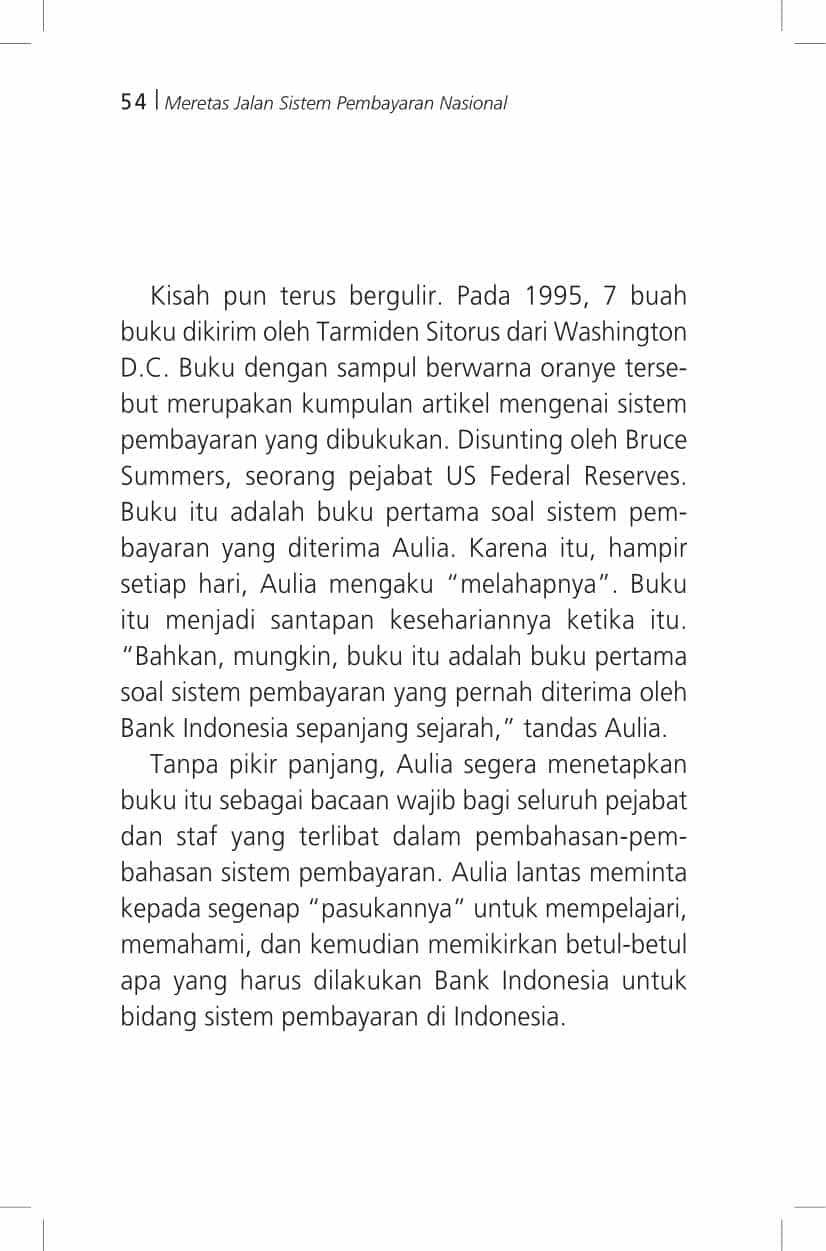 54 | Meretas Jalan Sistem Pembayaran Nasional
Kisah pun terus bergulir. Pada 1995, 7 buah
buku dikirim oleh Tarmiden Sitorus dari Washington
D.C. Buku dengan sampul berwarna oranye terse-
but merupakan kumpulan artikel mengenai sistem
pembayaran yang dibukukan. Disunting oleh Bruce
Summers, seorang pejabat US Federal Reserves.
Buku itu adalah buku pertama soal sistem pem-
bayaran yang diterima Aulia. Karena itu, hampir
setiap hari, Aulia mengaku “melahapnya”. Buku
itu menjadi santapan kesehariannya ketika itu.
“Bahkan, mungkin, buku itu adalah buku pertama
soal sistem pembayaran yang pernah diterima oleh
Bank Indonesia sepanjang sejarah,” tandas Aulia.
Tanpa pikir panjang, Aulia segera menetapkan
buku itu sebagai bacaan wajib bagi seluruh pejabat
dan staf yang terlibat dalam pembahasan-pem-
bahasan sistem pembayaran. Aulia lantas meminta
kepada segenap “pasukannya” untuk mempelajari,
memahami, dan kemudian memikirkan betul-betul
apa yang harus dilakukan Bank Indonesia untuk
bidang sistem pembayaran di Indonesia.